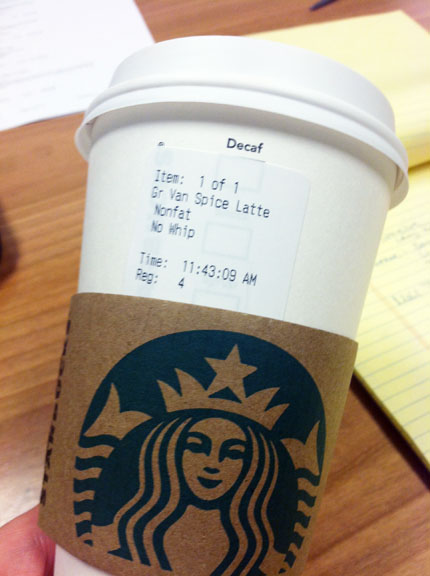 Decaf
Item: 1 of 1
Gr Van Spice Latte
Nonfat
No Whip
Time: 11:43:09 AM
Reg: 4